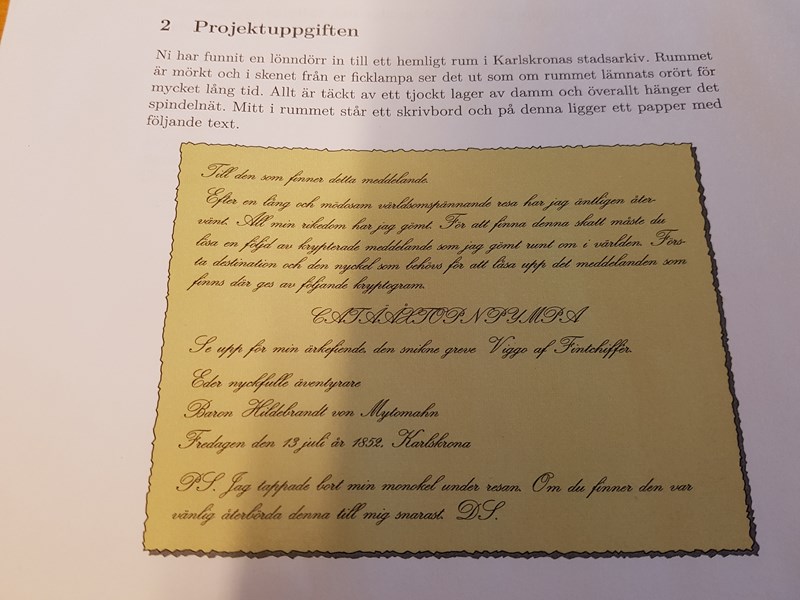 2 Projektuppgiften
Ni har funnit en lönndörr in till ett hemligt rum i Karlskronas stadsarkiv. Rummet
är mörkt och i skenet från er ficklampa ser det ut som om rummet lämnats orört för
mycket lång tid. Allt är täckt av ett tjockt lager av damm och överallt hänger det
spindelnät. Mitt i rummet står ett skrivbord och på denna ligger ett papper med
följande text.
Till den som finner detta meddelande.
Efter en lång och mödosam världsomspännande resa har jag äntligen åter-
vänt. All min rikedom har jag gömt. För att finna denna skatt måste du
lösa en följd av krypterade meddelande som jag gömt runt om i världen. Förs-
ta destination och den nyckel som behövs för att låsa upp det meddelanden som
finns där ges av följande kryptogram.
CATÄÅXTOPNPYMPA
Se upp för min ärkefiende, den snikne greve Viggo af Fintchiffer.
Eder nyckfulle äventyrare
Baron Hildebrandt von Mytomahn
Fredagen den 13 juli år 1852, Karlskrona
PS. Jag tappade bort min monokel under resan. Om du finner den var
vänlig återbörda denna till mig snarast. DS.